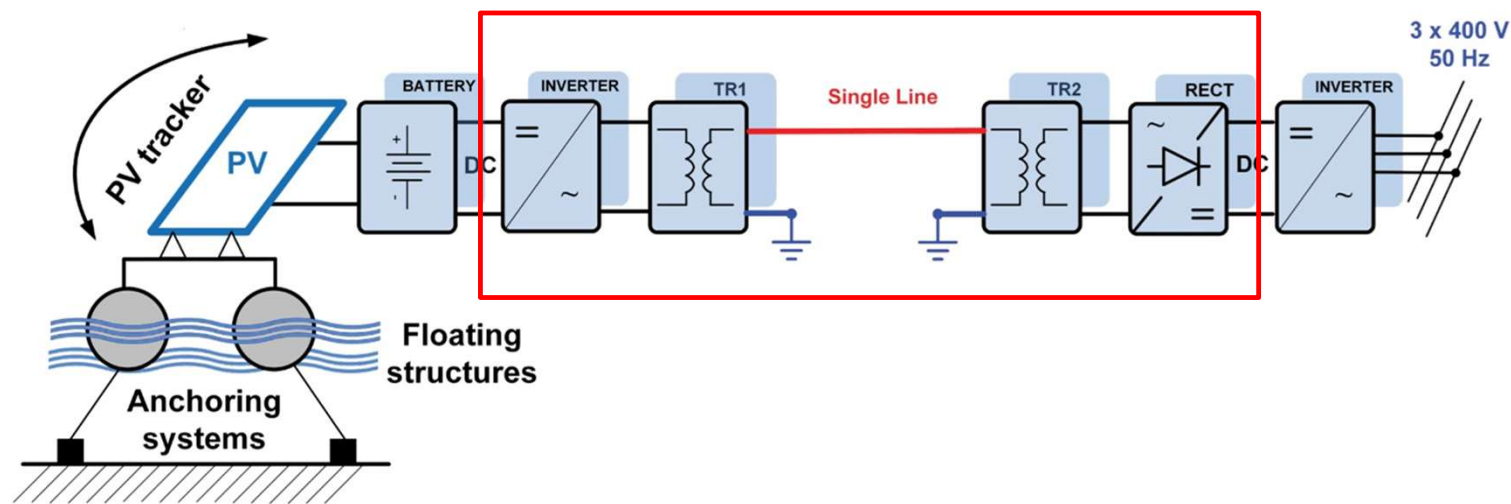 3 x 400 V
50 Hz
BATTERY
INVERTER
TR1
Single Line
TR2
RECT
INVERTER
PV tracker
PV
+
-
DC
=
~
~
=
DC
=
~
Floating
structures
Anchoring
systems